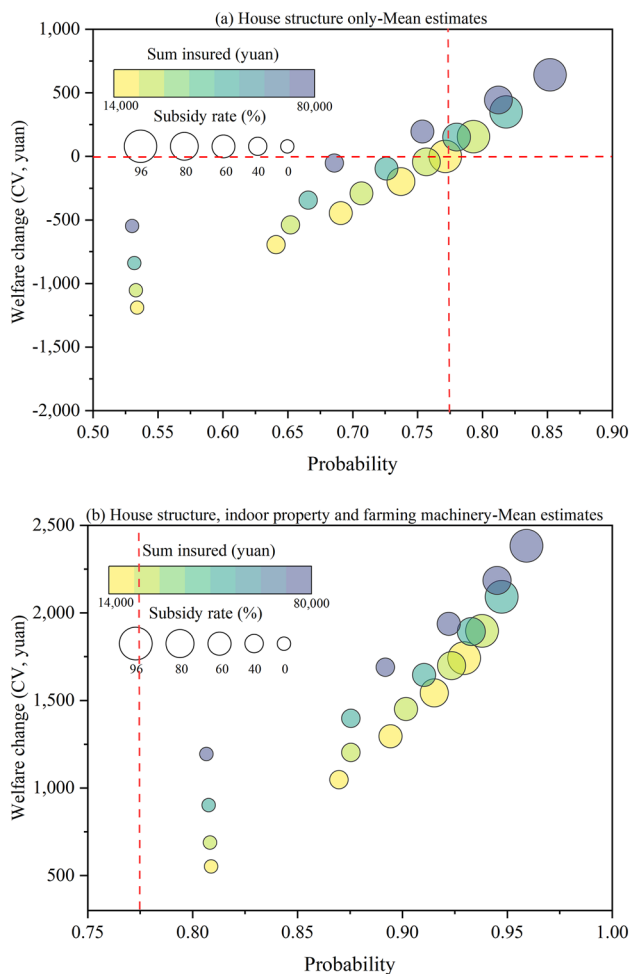 (a) House structure only-Mean estimates
1,000
500
0
-500
-1,000
-1,500
-2,000
Welfare change (CV, yuan)
Sum insured (yuan)
14,000 80,000
Subsidy rate (%)
96 80 60 40 0
0.50 0.55 0.60 0.65 0.70 0.75 0.80 0.85 0.90
Probability
(b) House structure, indoor property and farming machinery-Mean estimates
2,500
2,000
1,500
1,000
500
Welfare change (CV, yuan)
Sum insured (yuan)
14,000 80,000
Subsidy rate (%)
96 80 60 40 0
0.75 0.80 0.85 0.90 0.95 1.00
Probability